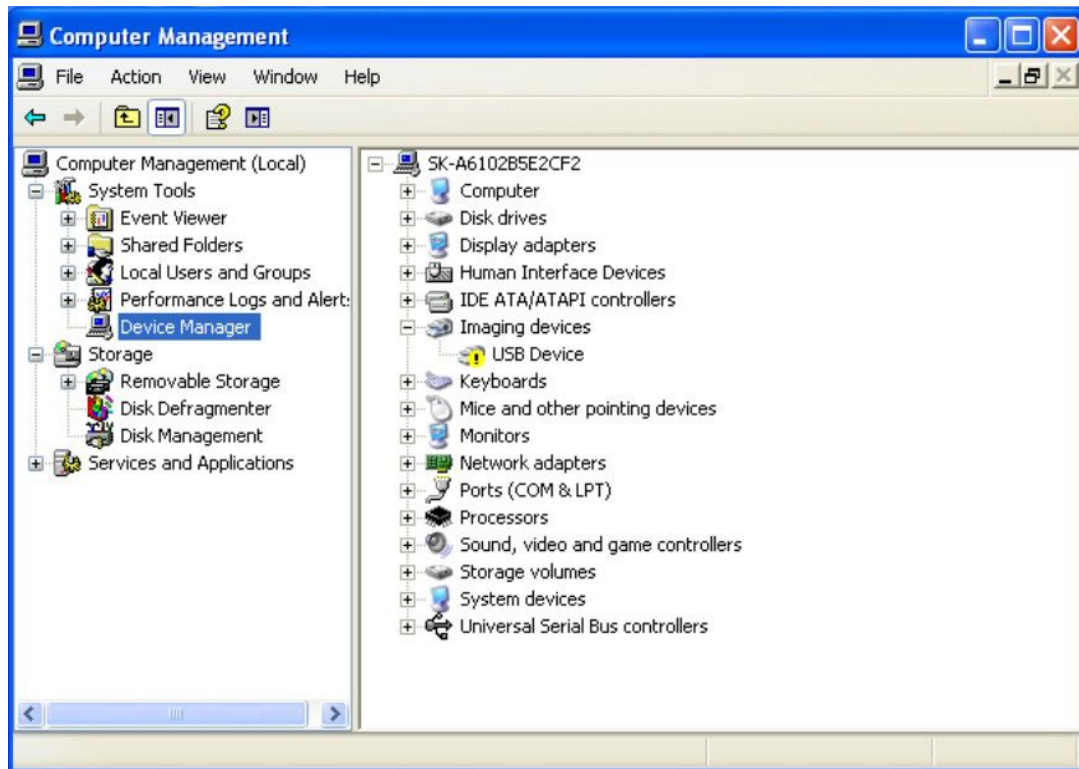 Computer Management
File Action View Window Help
Computer Management (Local)
System Tools
Event Viewer
Shared Folders
Local Users and Groups
Performance Logs and Alert:
Device Manager
Storage
Removable Storage
Disk Defragmenter
Disk Management
Services and Applications
SK-A6102B5E2CF2
Computer
Disk drives
Display adapters
Human Interface Devices
IDE ATA/ATAPI controllers
Imaging devices
USB Device
Keyboards
Mice and other pointing devices
Monitors
Network adapters
Ports (COM & LPT)
Processors
Sound, video and game controllers
Storage volumes
System devices
Universal Serial Bus controllers